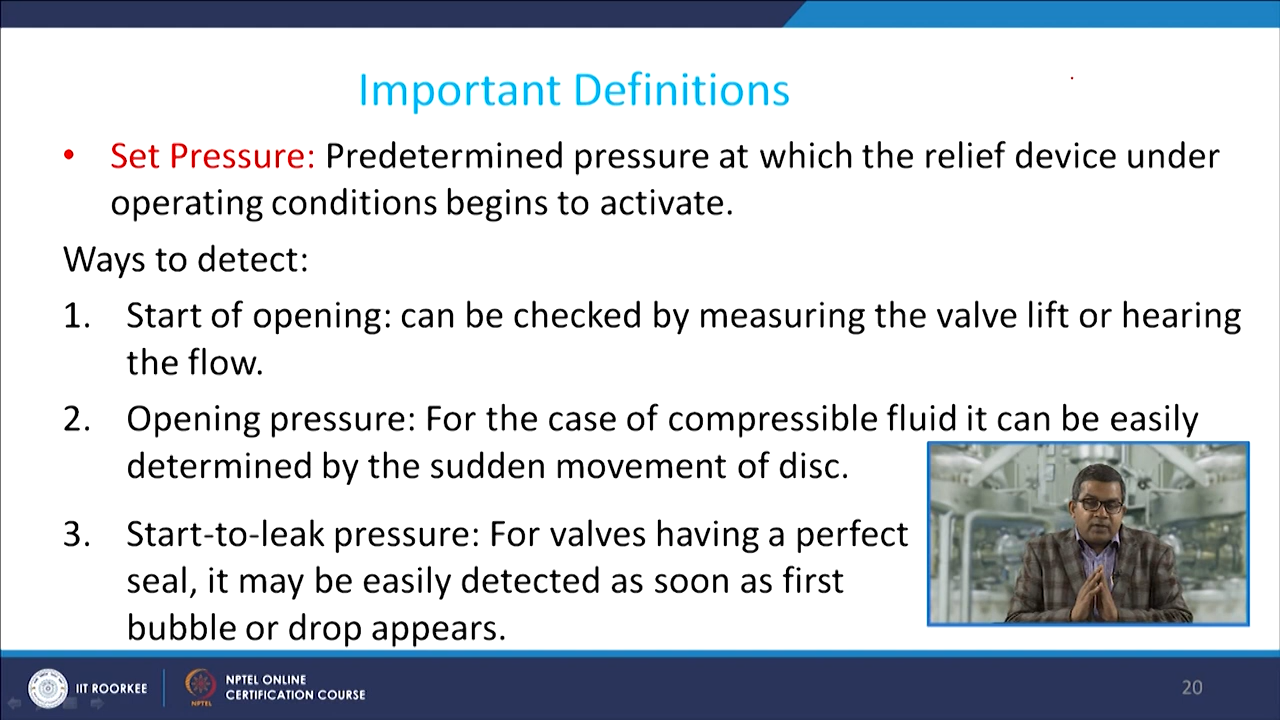 Important Definitions
• Set Pressure: Predetermined pressure at which the relief device under
operating conditions begins to activate.
Ways to detect:
1. Start of opening: can be checked by measuring the valve lift or hearing
the flow.
2. Opening pressure: For the case of compressible fluid it can be easily
determined by the sudden movement of disc.
3. Start-to-leak pressure: For valves having a perfect
seal, it may be easily detected as soon as first
bubble or drop appears.
IIT ROORKEE
NPTEL
NPTEL ONLINE
CERTIFICATION COURSE
20